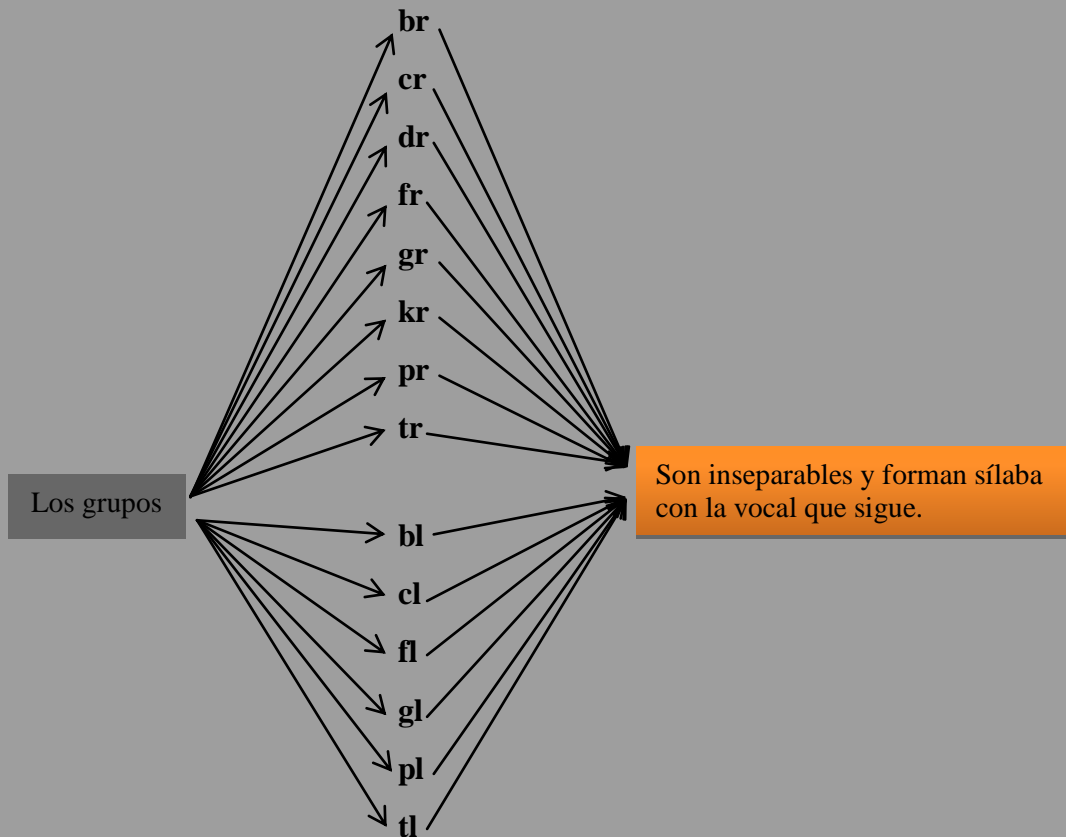 Los grupos
br
cr
dr
fr
gr
kr
pr
tr
bl
cl
fl
gl
pl
tl
Son inseparables y forman sílaba
con la vocal que sigue.